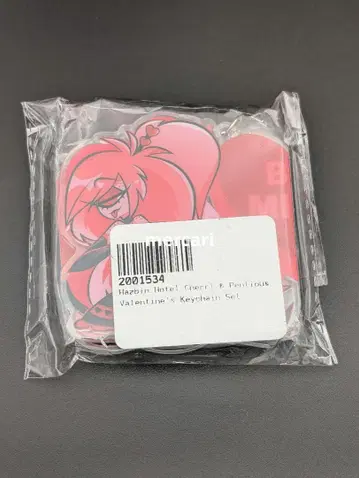 B
M
mercari
2001534
Hazbin Hotel Cherri & Pentious
Valentine's Keychain Set